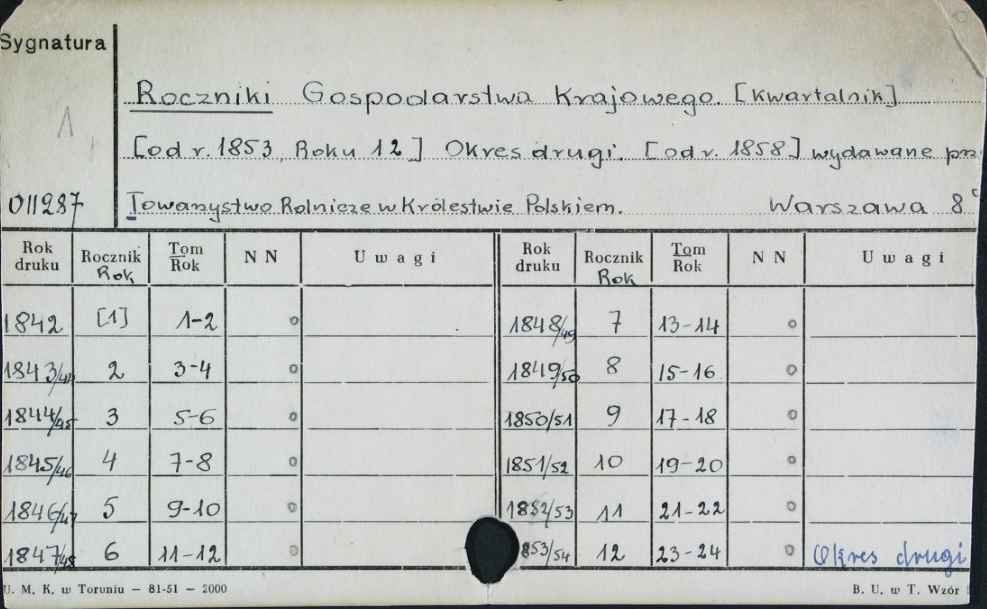 Sygnatura
Roczniki Gospodarstwa Krajowego. [Kwartalnik]
[od r. 1853, Roku 12] Okres drugi. [od r. 1858] wydawane prz
011287 Towarzystwo Rolnicze w Królestwie Polskiem. Warszawa 8°
Rok druku Rocznik Rok Tom Rok N N Uwagi Rok druku Rocznik Rok Tom Rok N N Uwagi
1842 [1] 1-2 1848/49 7 13-14
1843/44 2 3-4 1849/50 8 15-16
1844/45 3 5-6 1850/51 9 17-18
1845/46 4 7-8 1851/52 10 19-20
1846/47 5 9-10 1852/53 11 21-22
1847/48 6 11-12 853/54 12 23-24 Okres drugi
U. M. K. w Toruniu — 81-51 — 2000 B. U. w T. Wzór